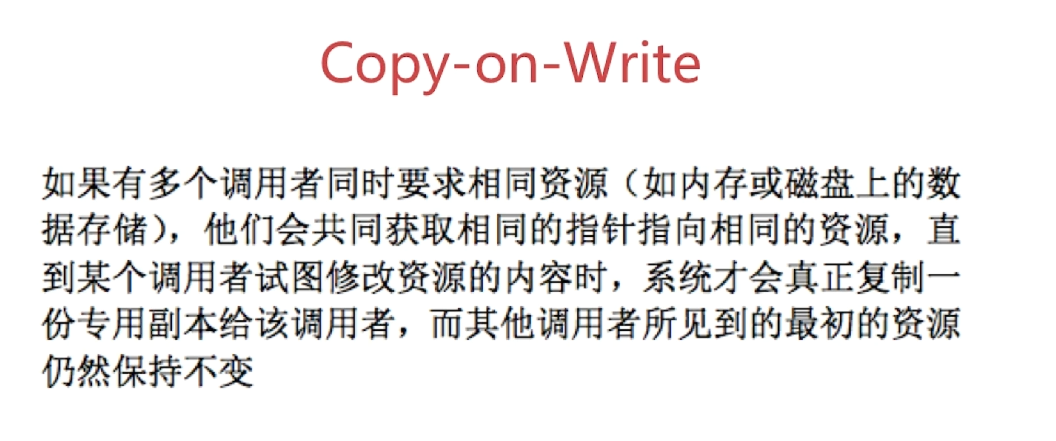 Copy-on-Write
如果有多个调用者同时要求相同资源（如内存或磁盘上的数
据存储），他们会共同获取相同的指针指向相同的资源，直
到某个调用者试图修改资源的内容时，系统才会真正复制一
份专用副本给该调用者，而其他调用者所见到的最初的资源
仍然保持不变